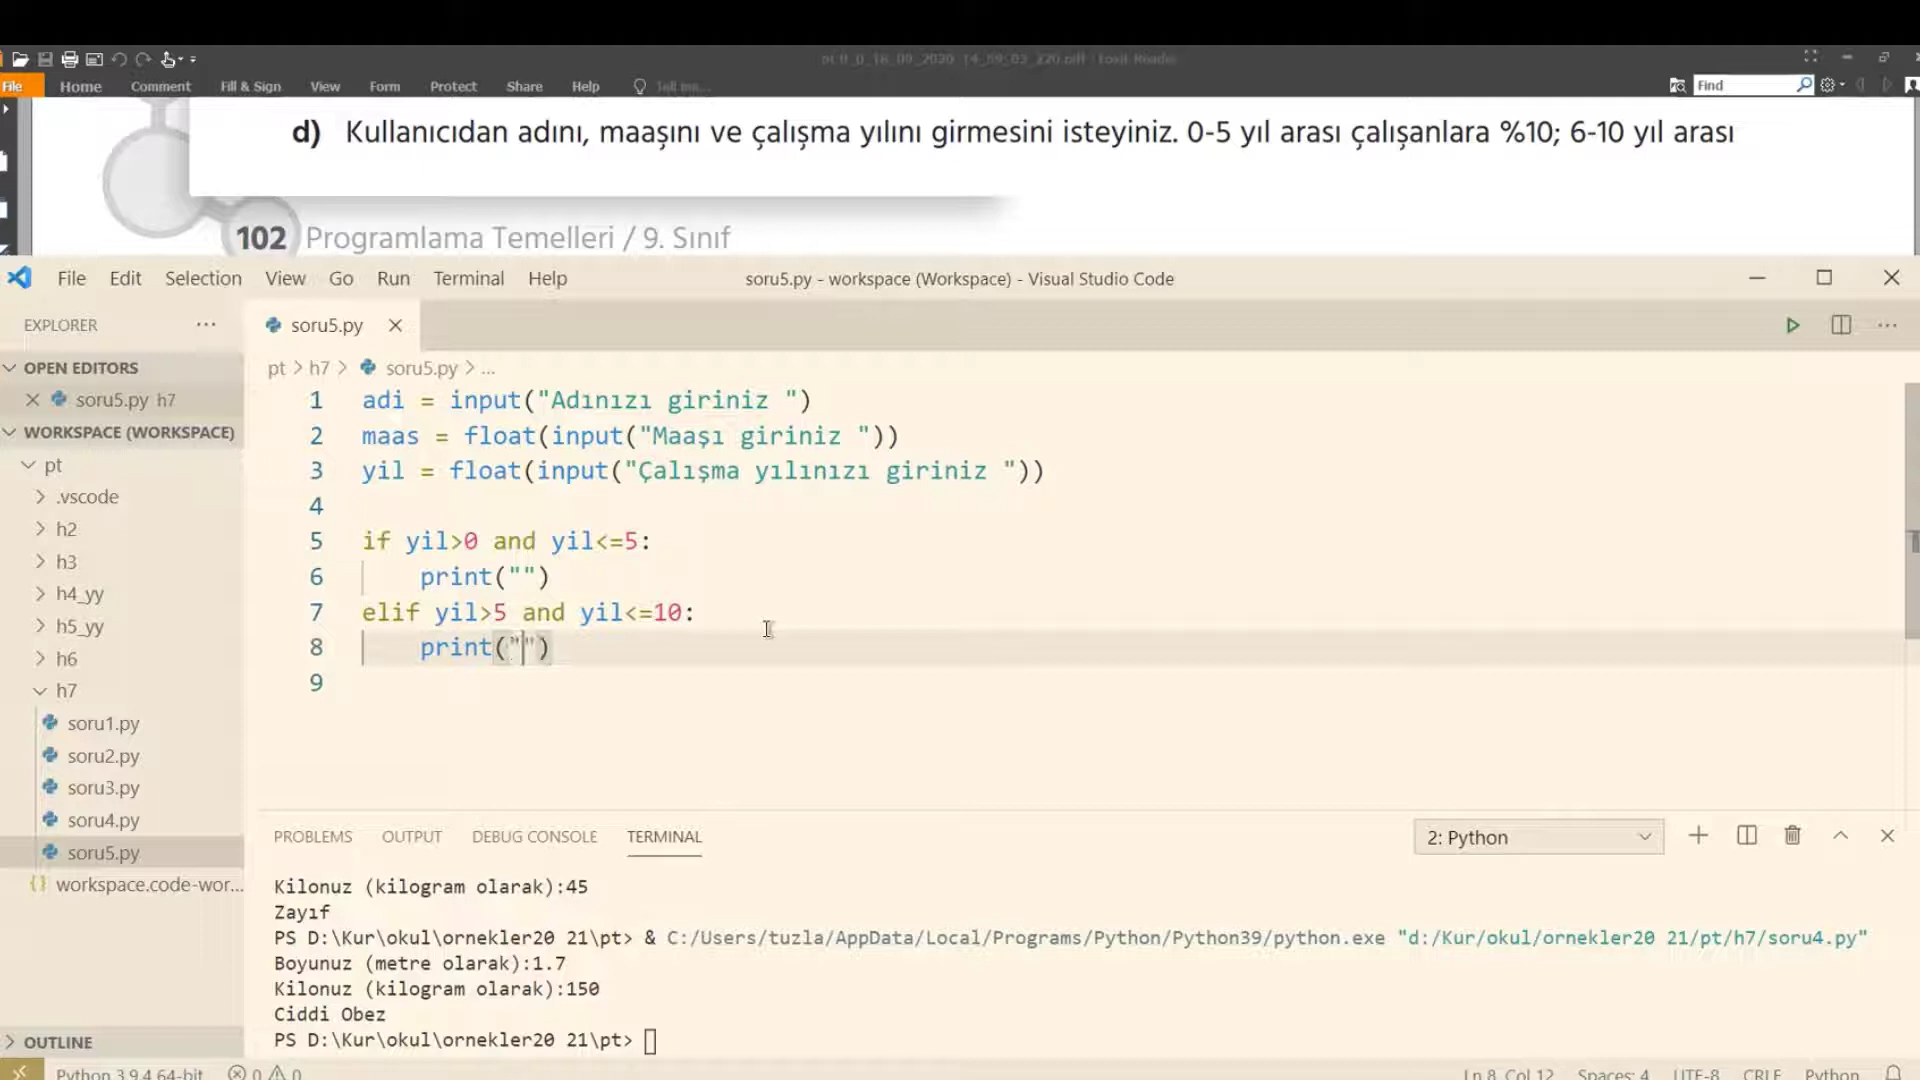 File Home Comment Fill & Sign View Form Protect Share Help Tell me... Find
d) Kullanıcıdan adını, maaşını ve çalışma yılını girmesini isteyiniz. 0-5 yıl arası çalışanlara %10; 6-10 yıl arası
102 Programlama Temelleri / 9. Sınıf
File Edit Selection View Go Run Terminal Help soru5.py - workspace (Workspace) - Visual Studio Code
EXPLORER ···
soru5.py
OPEN EDITORS
soru5.py h7
WORKSPACE (WORKSPACE)
pt
.vscode
h2
h3
h4_yy
h5_yy
h6
h7
soru1.py
soru2.py
soru3.py
soru4.py
soru5.py
workspace.code-wor...
OUTLINE
pt > h7 > soru5.py > ...
1 adi = input("Adınızı giriniz ")
2 maas = float(input("Maaşı giriniz "))
3 yil = float(input("Çalışma yılınızı giriniz "))
4
5 if yil>0 and yil<=5:
6 print("")
7 elif yil>5 and yil<=10:
8 print("")
9
PROBLEMS OUTPUT DEBUG CONSOLE TERMINAL 2: Python
Kilonuz (kilogram olarak):45
Zayıf
PS D:\Kur\okul\ornekler20 21\pt> & C:/Users/tuzla/AppData/Local/Programs/Python/Python39/python.exe "d:/Kur/okul/ornekler20 21/pt/h7/soru4.py"
Boyunuz (metre olarak):1.7
Kilonuz (kilogram olarak):150
Ciddi Obez
PS D:\Kur\okul\ornekler20 21\pt>
Python 3.9.4 64-bit 0 0 Ln 8, Col 12 Spaces: 4 UTF-8 CRLF Python